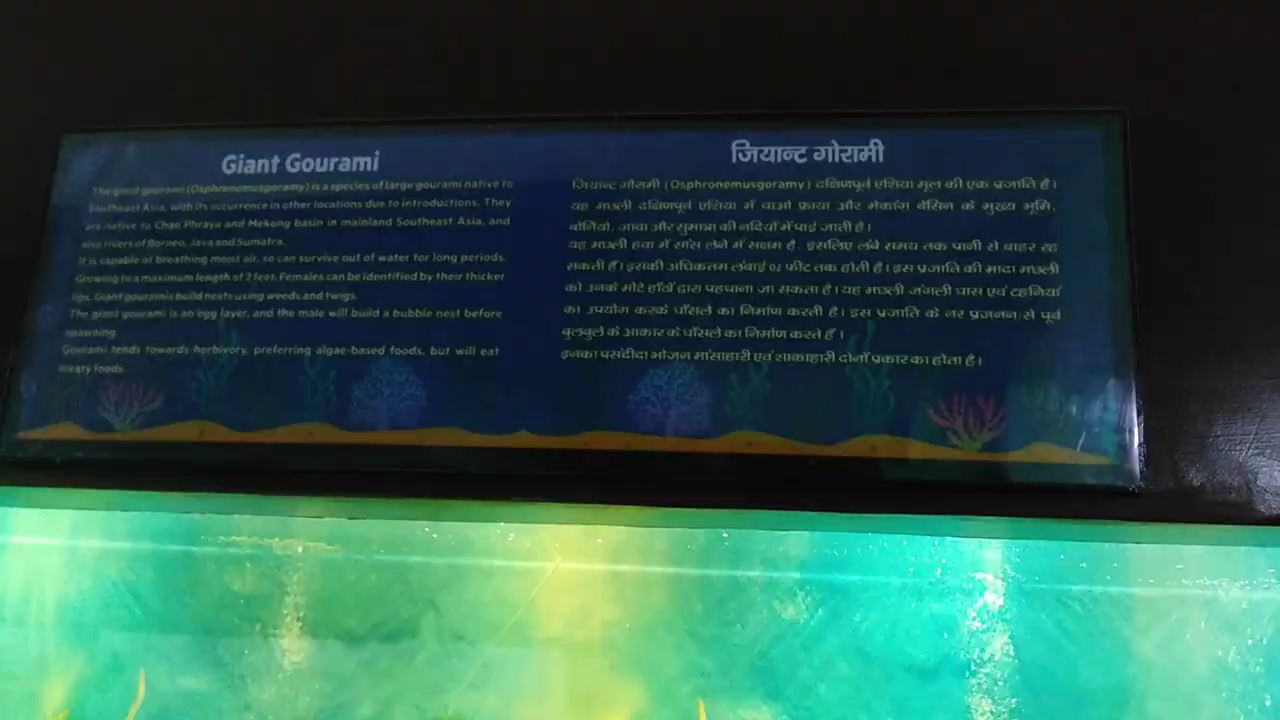 Giant Gourami
The giant gourami (Osphronemusgoramy) is a species of large gourami native to
Southeast Asia, with its occurrence in other locations due to introductions. They
are native to Chao Phraya and Mekong basin in mainland Southeast Asia, and
also rivers of Borneo, Java and Sumatra.
It is capable of breathing moist air, so can survive out of water for long periods.
Growing to a maximum length of 2 feet. Females can be identified by their thicker
lips. Giant gouramis build nests using weeds and twigs.
The giant gourami is an egg layer, and the male will build a bubble nest before
spawning.
Gourami tends towards herbivory, preferring algae-based foods, but will eat
meaty foods.
जियान्ट गोरामी
जियान्ट गौरामी (Osphronemusgoramy) दक्षिणपूर्व एशिया मूल की एक प्रजाति है।
यह मछली दक्षिणपूर्व एशिया में चाओ फ्राया और मेकांग बेसिन के मुख्य भूमि,
बोर्नियो, जावा और सुमात्रा की नदियों में पाई जाती है।
यह मछली हवा में सांस लेने में सक्षम है, इसलिए लंबे समय तक पानी से बाहर रह
सकती हैं। इसकी अधिकतम लंबाई 02 फीट तक होती है। इस प्रजाति की मादा मछली
को उनके मोटे होंठों द्वारा पहचाना जा सकता है। यह मछली जंगली घास एवं टहनियां
का उपयोग करके घोंसले का निर्माण करती है। इस प्रजाति के नर प्रजनन से पूर्व
बुलबुले के आकार के घोंसले का निर्माण करते हैं ।
इनका पसंदीदा भोजन मांसाहारी एवं शाकाहारी दोनों प्रकार का होता है।